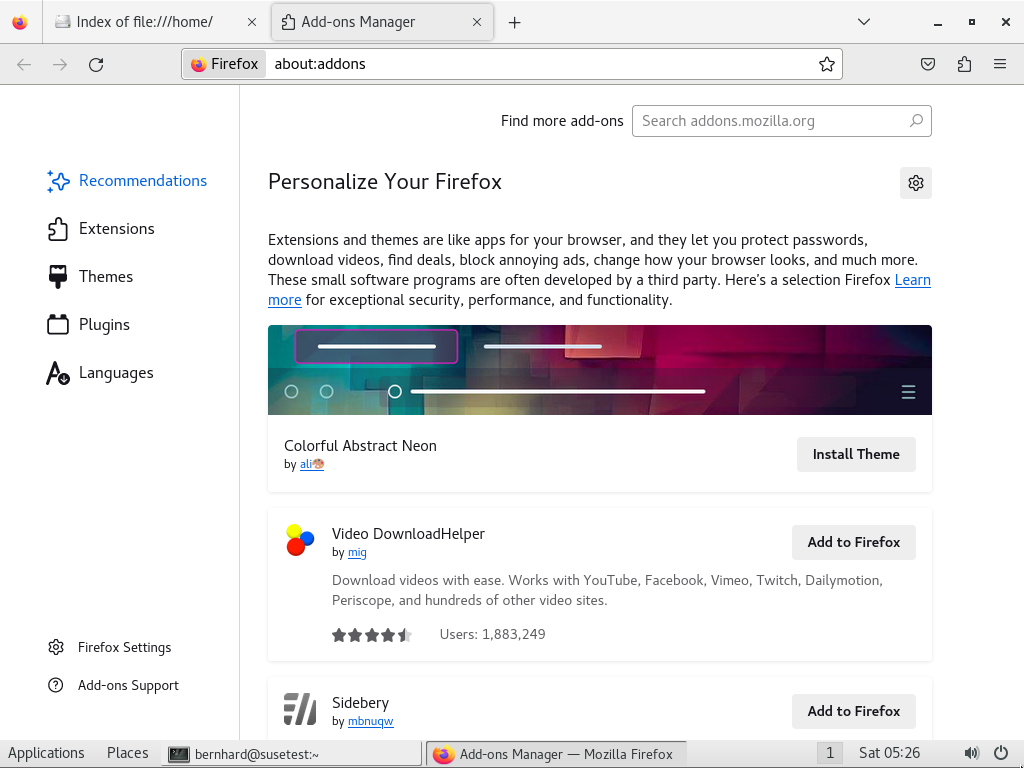 Index of file:///home/
Add-ons Manager
Firefox
about:addons
Find more add-ons
Search addons.mozilla.org
Recommendations
Extensions
Themes
Plugins
Languages
Firefox Settings
Add-ons Support
Personalize Your Firefox
Extensions and themes are like apps for your browser, and they let you protect passwords,
download videos, find deals, block annoying ads, change how your browser looks, and much more.
These small software programs are often developed by a third party. Here's a selection Firefox Learn
more for exceptional security, performance, and functionality.
Colorful Abstract Neon
by ali
Install Theme
Video DownloadHelper
by mig
Add to Firefox
Download videos with ease. Works with YouTube, Facebook, Vimeo, Twitch, Dailymotion,
Periscope, and hundreds of other video sites.
Users: 1,883,249
Sidebery
by mbnuqw
Add to Firefox
Applications
Places
bernhard@susetest:~
Add-ons Manager — Mozilla Firefox
1
Sat 05:26